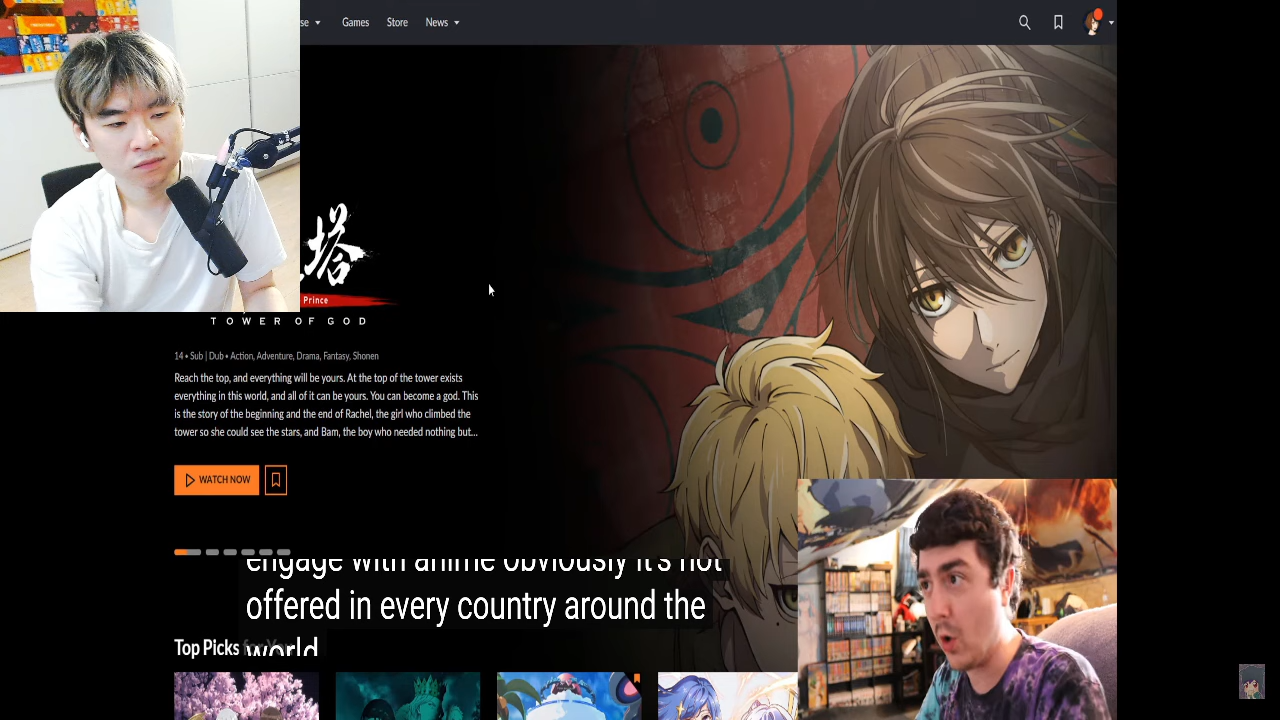 se Games Store News
塔
Prince
TOWER OF GOD
14 • Sub | Dub • Action, Adventure, Drama, Fantasy, Shonen
Reach the top, and everything will be yours. At the top of the tower exists
everything in this world, and all of it can be yours. You can become a god. This
is the story of the beginning and the end of Rachel, the girl who climbed the
tower so she could see the stars, and Bam, the boy who needed nothing but...
WATCH NOW
engage with anime obviously it's not
offered in every country around the
world
Top Picks for You